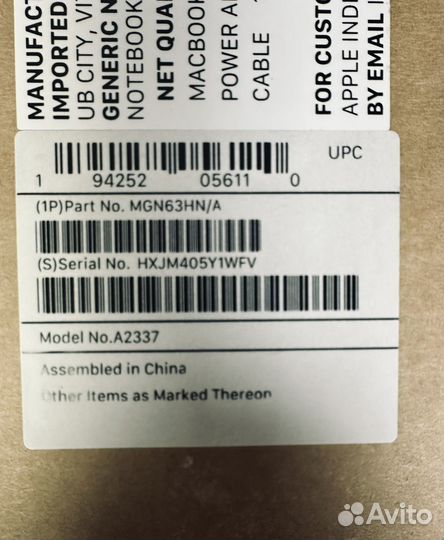 MANUFAC
IMPORTED
UB CITY, VI
GENERIC N
NOTEBOOK
NET QUA
MACBOOK
POWER A
CABLE
FOR CUSTO
APPLE INDI
BY EMAIL
UPC
1 94252 05611 0
(1P)Part No. MGN63HN/A
(S)Serial No. HXJM405Y1WFV
Model No.A2337
Assembled in China
Other Items as Marked Thereon
Avito